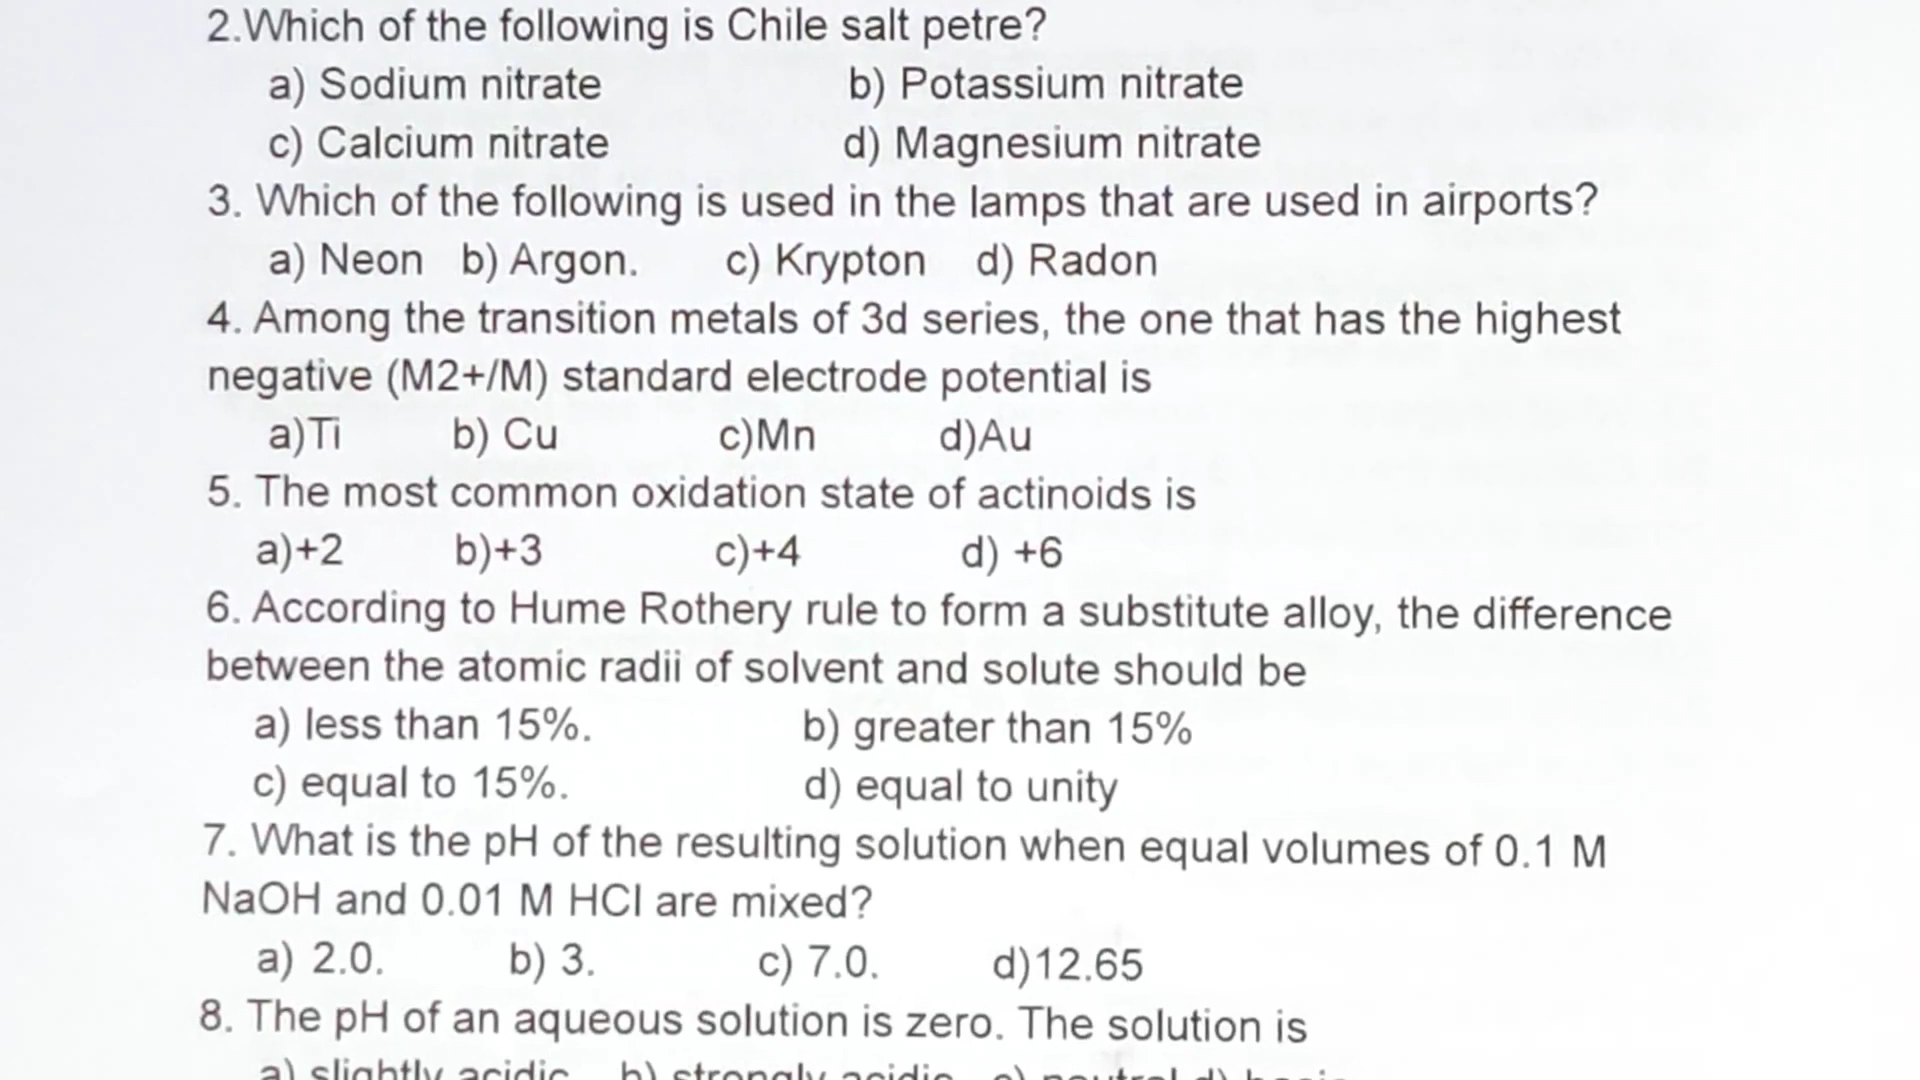 2.Which of the following is Chile salt petre?
a) Sodium nitrate b) Potassium nitrate
c) Calcium nitrate d) Magnesium nitrate
3. Which of the following is used in the lamps that are used in airports?
a) Neon b) Argon. c) Krypton d) Radon
4. Among the transition metals of 3d series, the one that has the highest
negative (M2+/M) standard electrode potential is
a)Ti b) Cu c)Mn d)Au
5. The most common oxidation state of actinoids is
a)+2 b)+3 c)+4 d) +6
6. According to Hume Rothery rule to form a substitute alloy, the difference
between the atomic radii of solvent and solute should be
a) less than 15%. b) greater than 15%
c) equal to 15%. d) equal to unity
7. What is the pH of the resulting solution when equal volumes of 0.1 M
NaOH and 0.01 M HCl are mixed?
a) 2.0. b) 3. c) 7.0. d)12.65
8. The pH of an aqueous solution is zero. The solution is
a) slightly acidic b) strongly acidic c) neutral d) basic